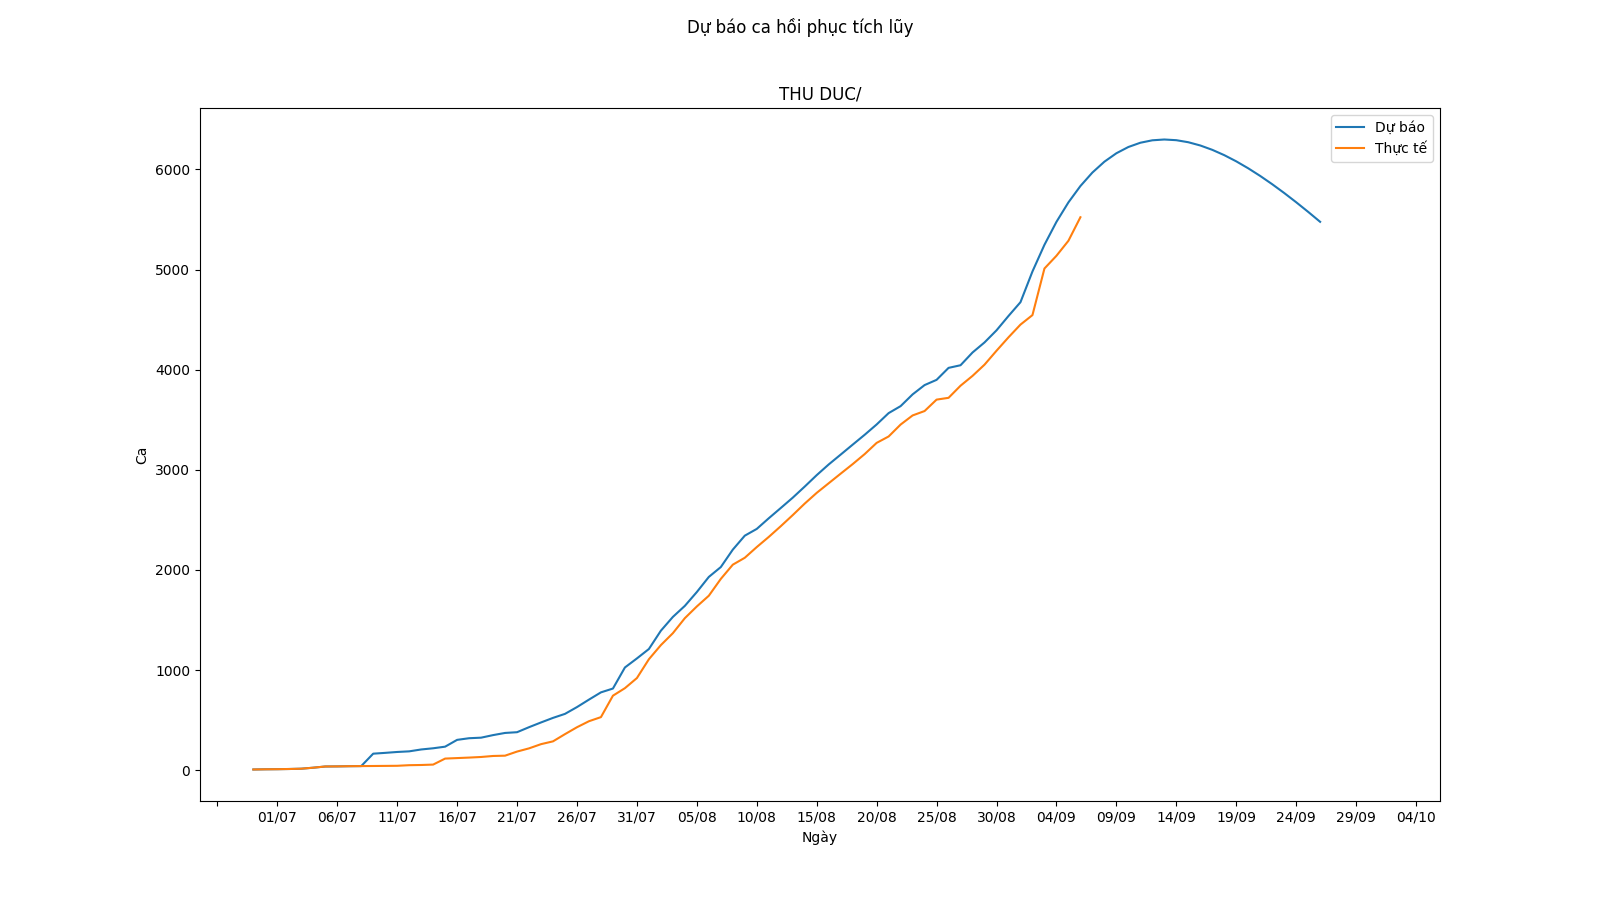 Dự báo ca hồi phục tích lũy
THU DUC/
Dự báo
Thực tế
6000
5000
4000
3000
2000
1000
0
Ca
01/07 06/07 11/07 16/07 21/07 26/07 31/07 05/08 10/08 15/08 20/08 25/08 30/08 04/09 09/09 14/09 19/09 24/09 29/09 04/10
Ngày